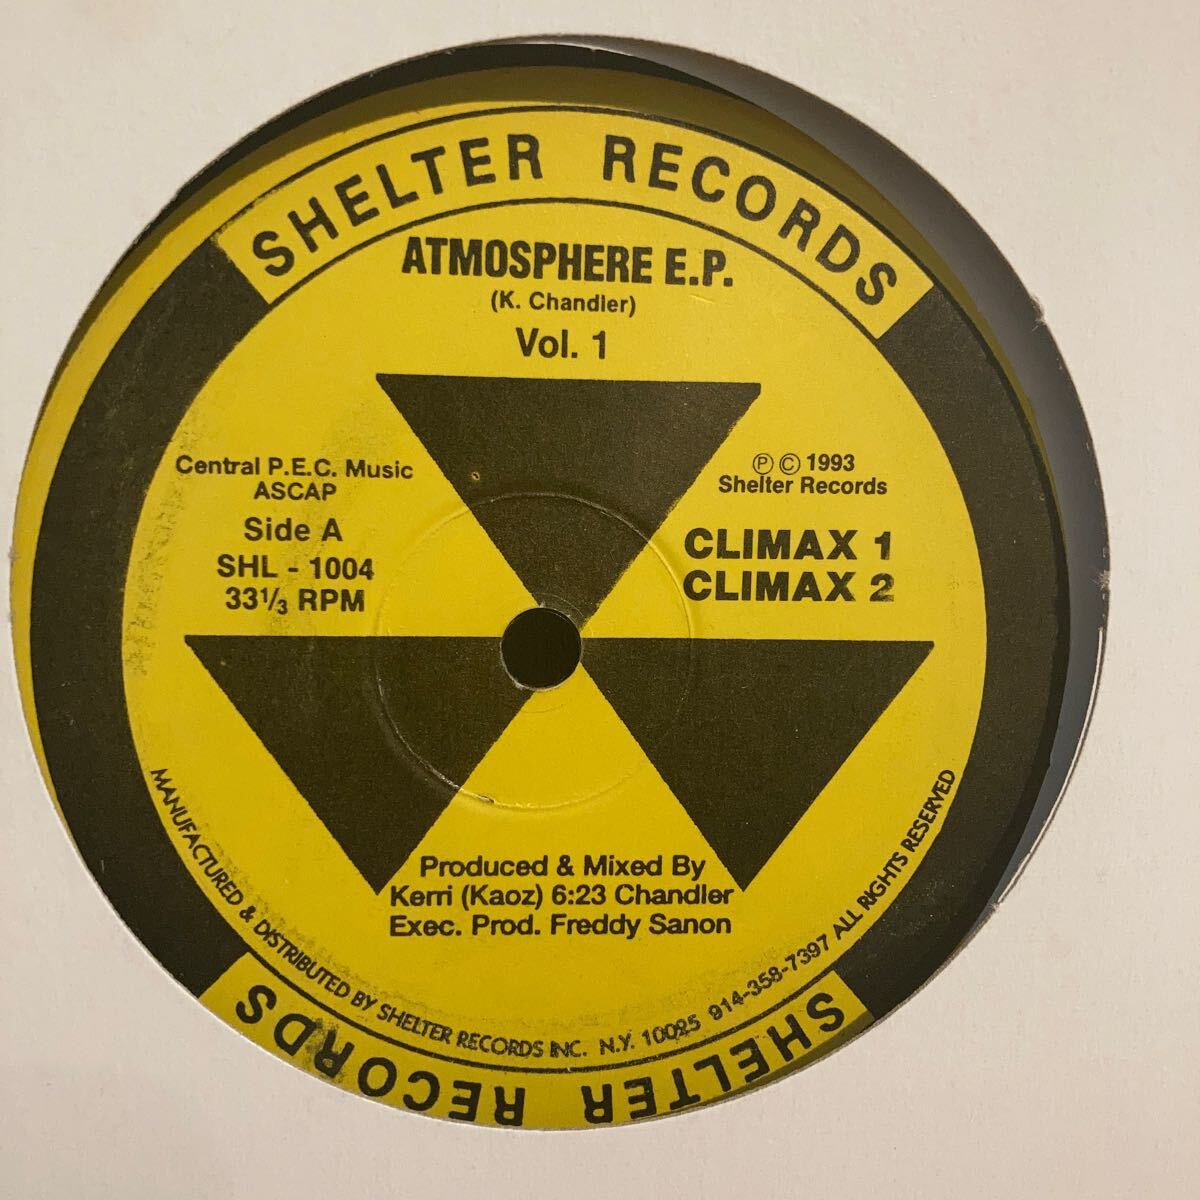 SHELTER RECORDS
ATMOSPHERE E.P.
(K. Chandler)
Vol. 1
Central P.E.C. Music
ASCAP
Side A
SHL - 1004
33⅓ RPM
Ⓟ © 1993
Shelter Records
CLIMAX 1
CLIMAX 2
Produced & Mixed By
Kerri (Kaoz) 6:23 Chandler
Exec. Prod. Freddy Sanon
MANUFACTURED & DISTRIBUTED BY SHELTER RECORDS INC. N.Y. 10025 914-358-7397 ALL RIGHTS RESERVED
SHELTER RECORDS